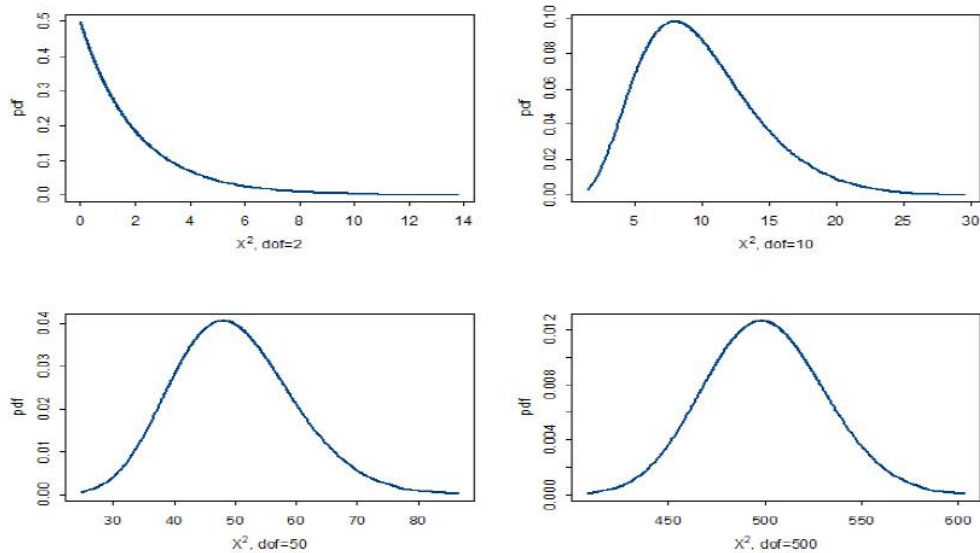 pdf
0.0 0.1 0.2 0.3 0.4 0.5
0 2 4 6 8 10 12 14
X², dof=2
pdf
0.00 0.02 0.04 0.06 0.08 0.10
5 10 15 20 25 30
X², dof=10
pdf
0.00 0.01 0.02 0.03 0.04
30 40 50 60 70 80
X², dof=50
pdf
0.000 0.004 0.008 0.012
450 500 550 600
X², dof=500